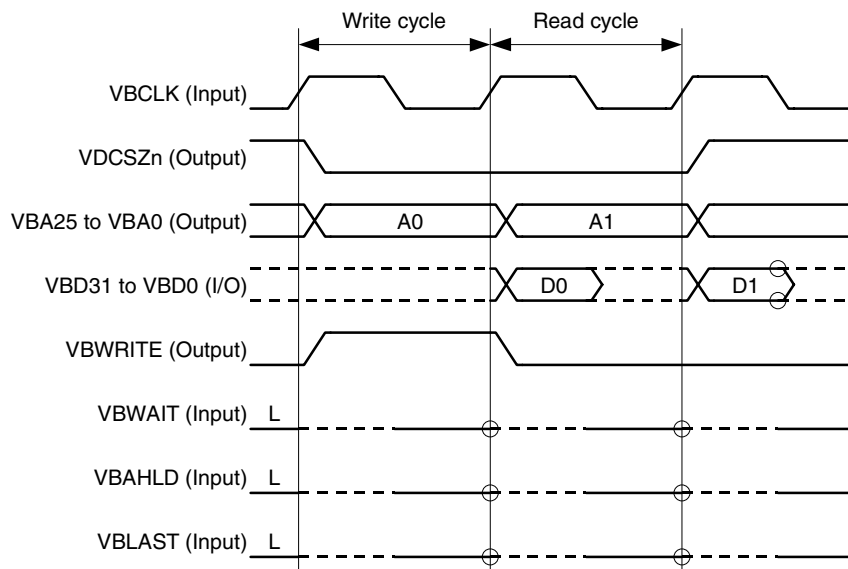 Write cycle Read cycle
VBCLK (Input)
VDCSZn (Output)
VBA25 to VBA0 (Output) A0 A1
VBD31 to VBD0 (I/O) D0 D1
VBWRITE (Output)
VBWAIT (Input) L
VBAHLD (Input) L
VBLAST (Input) L